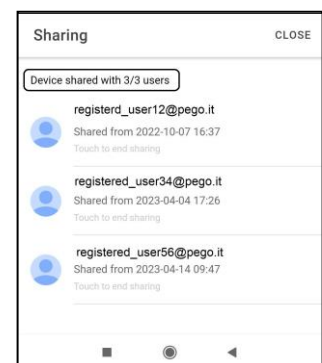 Sharing
CLOSE
Device shared with 3/3 users
registerd_user12@pego.it
Shared from 2022-10-07 16:37
Touch to end sharing
registered_user34@pego.it
Shared from 2023-04-04 17:26
Touch to end sharing
registered_user56@pego.it
Shared from 2023-04-14 09:47
Touch to end sharing